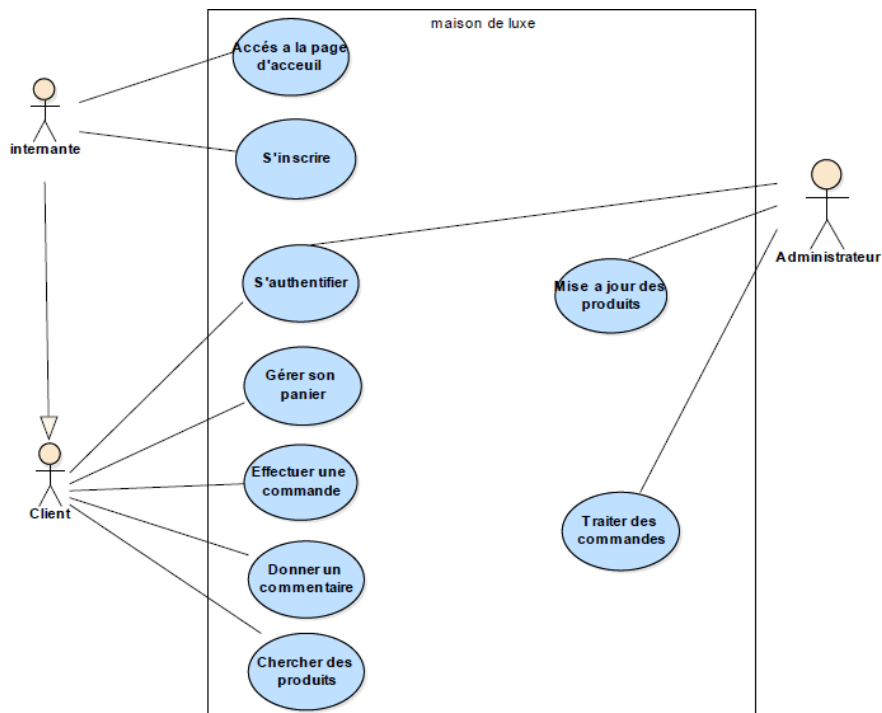 maison de luxe
Accés a la page
d'acceuil
internante
S'inscrire
Administrateur
S'authentifier
Mise a jour des
produits
Gérer son
panier
Effectuer une
commande
Client
Traiter des
commandes
Donner un
commentaire
Chercher des
produits